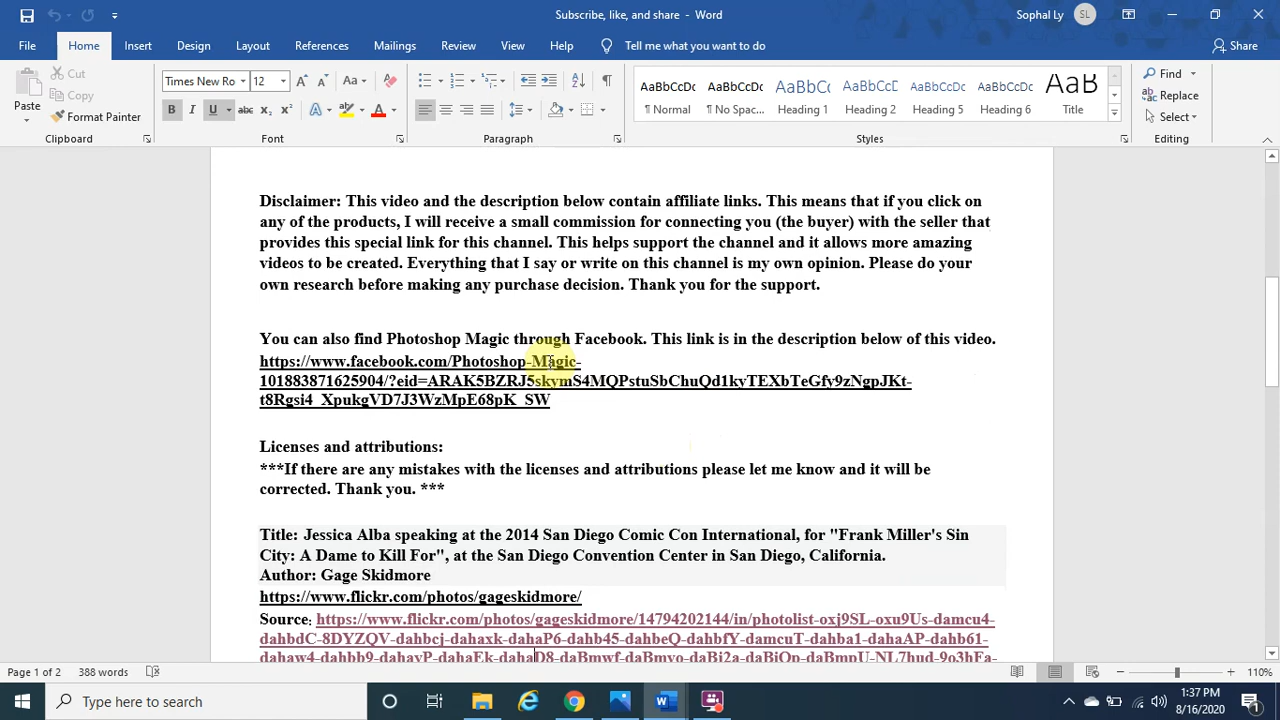 Subscribe, like, and share - Word
Sophal Ly
SL
File
Home
Insert
Design
Layout
References
Mailings
Review
View
Help
Tell me what you want to do
Share
Paste
Cut
Copy
Format Painter
Clipboard
Times New Ro
12
Aa
B I U abc x₂ x²
A
Font
Paragraph
AaBbCcDc
¶ Normal
AaBbCcDc
¶ No Spac...
AaBbCc
Heading 1
AaBbCcD
Heading 2
AaBbCcDc
Heading 5
AaBbCcDc
Heading 6
AaB
Title
Styles
Find
Replace
Select
Editing
Disclaimer: This video and the description below contain affiliate links. This means that if you click on
any of the products, I will receive a small commission for connecting you (the buyer) with the seller that
provides this special link for this channel. This helps support the channel and it allows more amazing
videos to be created. Everything that I say or write on this channel is my own opinion. Please do your
own research before making any purchase decision. Thank you for the support.
You can also find Photoshop Magic through Facebook. This link is in the description below of this video.
https://www.facebook.com/Photoshop-Magic-
101883871625904/?eid=ARAK5BZRJ5skymS4MQPstuSbChuQd1kyTEXbTeGfy9zNgpJKt-
t8Rgsi4_XpukgVD7J3WzMpE68pK_SW
Licenses and attributions:
***If there are any mistakes with the licenses and attributions please let me know and it will be
corrected. Thank you. ***
Title: Jessica Alba speaking at the 2014 San Diego Comic Con International, for "Frank Miller's Sin
City: A Dame to Kill For", at the San Diego Convention Center in San Diego, California.
Author: Gage Skidmore
https://www.flickr.com/photos/gageskidmore/
Source: https://www.flickr.com/photos/gageskidmore/14794202144/in/photolist-oxj9SL-oxu9Us-damcu4-
dahbdC-8DYZQV-dahbcj-dahaxk-dahaP6-dahb45-dahbeQ-dahbfY-damcuT-dahba1-dahaAP-dahb61-
dahaw4-dahbb9-dahavP-dahaEk-dahaD8-daBmwf-daBmvo-daBi2a-daBiQp-daBmpU-NL7hud-9o3hFa-
Page 1 of 2
388 words
110%
Type here to search
1:37 PM
8/16/2020
1